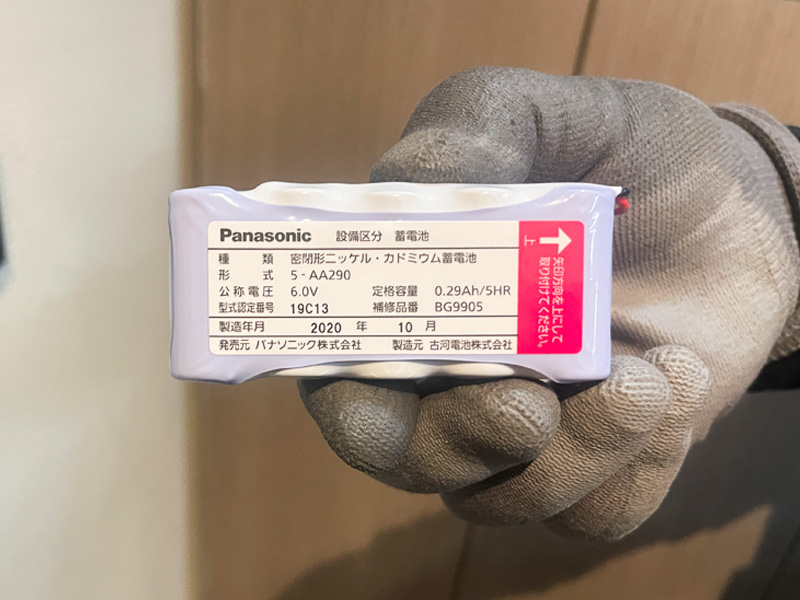 Panasonic 設備区分 蓄電池
種類 密閉形ニッケル・カドミウム蓄電池
形式 5-AA290
公称電圧 6.0V 定格容量 0.29Ah/5HR
型式認定番号 19C13 補修品番 BG9905
製造年月 2020 年 10 月
発売元 パナソニック株式会社 製造元 古河電池株式会社
上
矢印方向を上にして
取り付けてください。